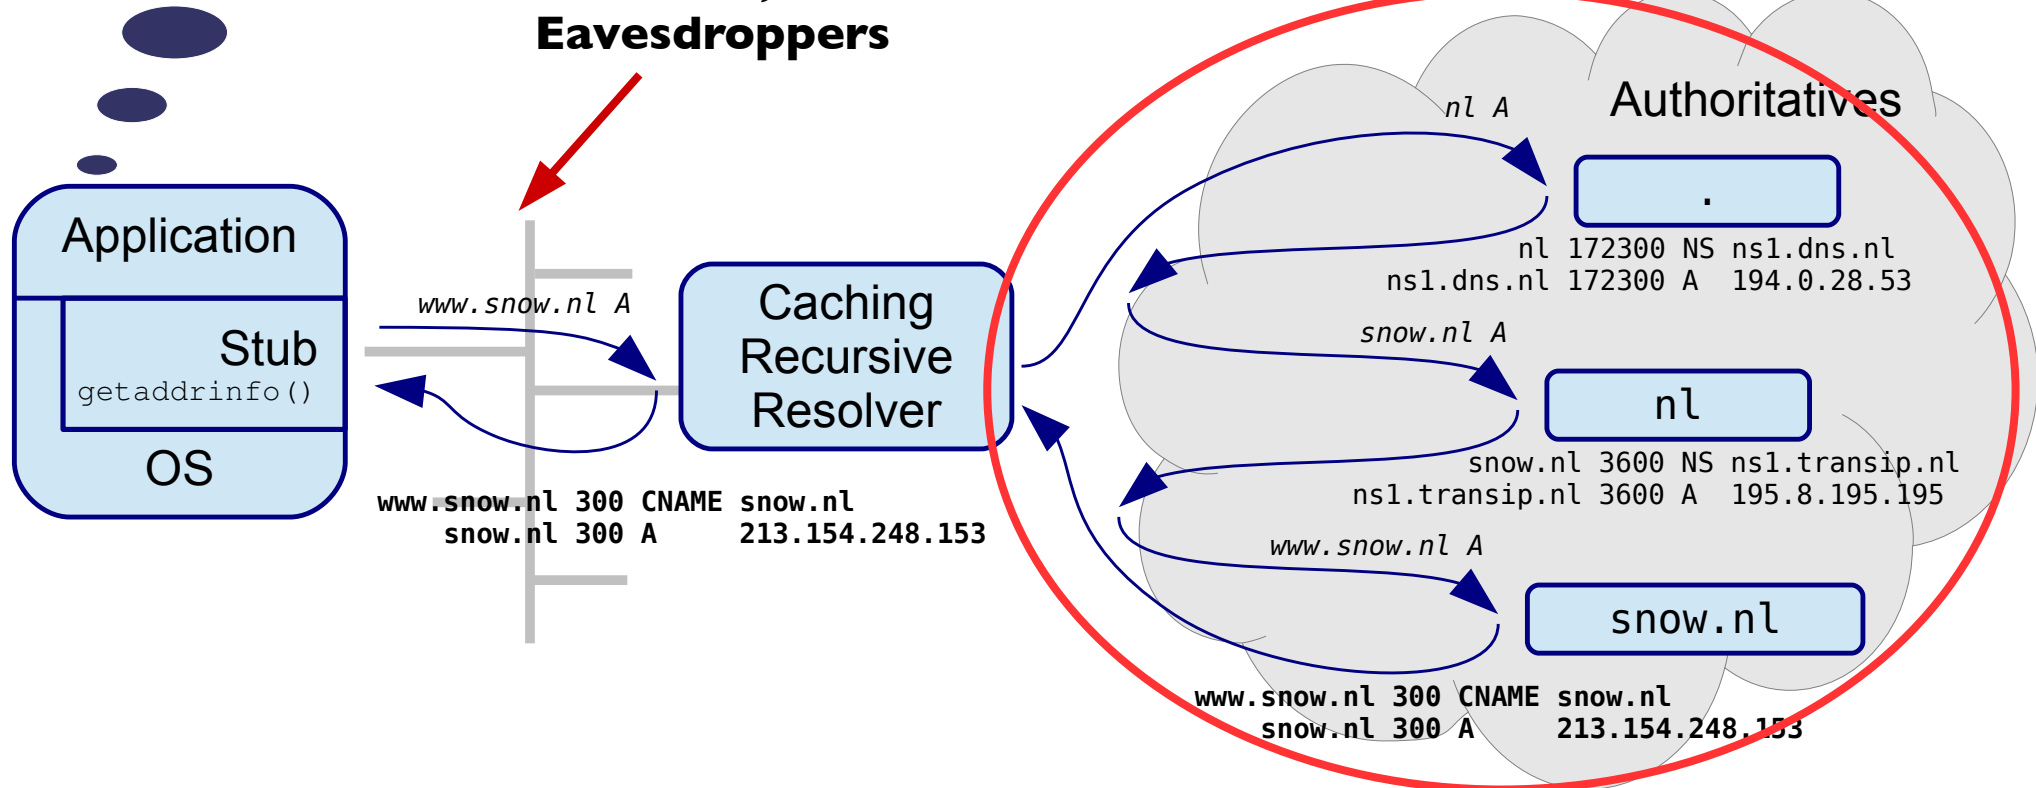 Eavesdroppers
Authoritatives
nl A
.
Application
nl 172300 NS ns1.dns.nl
ns1.dns.nl 172300 A 194.0.28.53
www.snow.nl A
Caching
Recursive
Resolver
snow.nl A
Stub
getaddrinfo()
nl
OS
snow.nl 3600 NS ns1.transip.nl
ns1.transip.nl 3600 A 195.8.195.195
www.snow.nl 300 CNAME snow.nl
snow.nl 300 A 213.154.248.153
www.snow.nl A
snow.nl
www.snow.nl 300 CNAME snow.nl
snow.nl 300 A 213.154.248.153